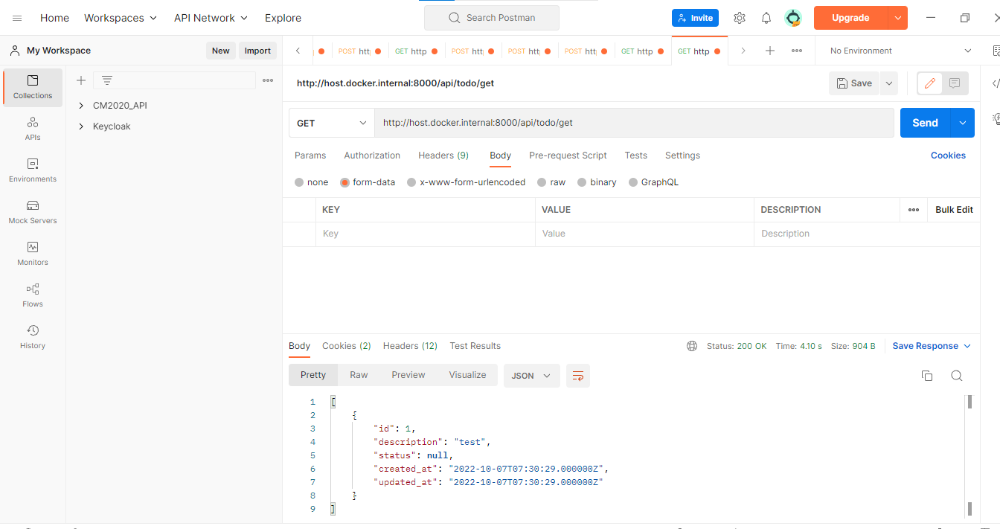 Home Workspaces API Network Explore Search Postman Invite Upgrade
My Workspace New Import POST GET http POST POST POST GET http GET http No Environment
Collections
APIs
Environments
Mock Servers
Monitors
Flows
History
CM2020_API
Keycloak
http://host.docker.internal:8000/api/todo/get Save
GET http://host.docker.internal:8000/api/todo/get Send
Params Authorization Headers (9) Body Pre-request Script Tests Settings Cookies
none form-data x-www-form-urlencoded raw binary GraphQL
KEY VALUE DESCRIPTION Bulk Edit
Key Value Description
Body Cookies (2) Headers (12) Test Results Status: 200 OK Time: 4.10 s Size: 904 B Save Response
Pretty Raw Preview Visualize JSON
1 [
2 {
3 "id": 1,
4 "description": "test",
5 "status": null,
6 "created_at": "2022-10-07T07:30:29.000000Z",
7 "updated_at": "2022-10-07T07:30:29.000000Z"
8 }
9 ]